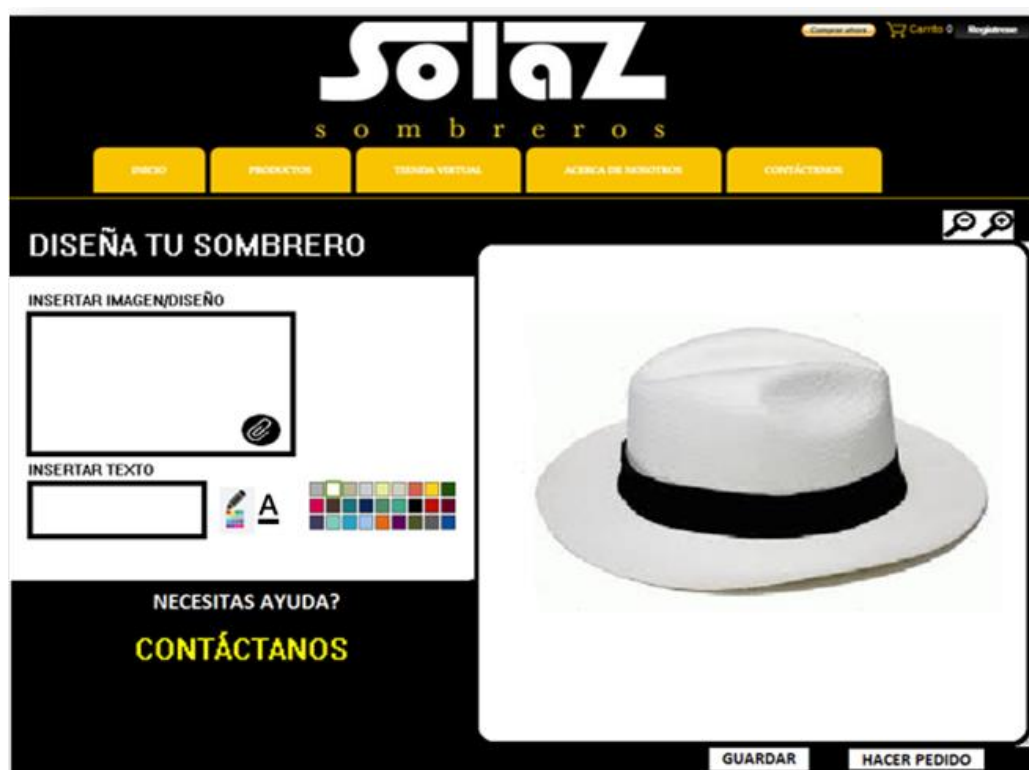 Comprar ahora Carrito 0 Regístrese
SolaZ
sombreros
INICIO PRODUCTOS TIENDA VIRTUAL ACERCA DE NOSOTROS CONTÁCTENOS
DISEÑA TU SOMBRERO
INSERTAR IMAGEN/DISEÑO
INSERTAR TEXTO
A
NECESITAS AYUDA?
CONTÁCTANOS
GUARDAR HACER PEDIDO